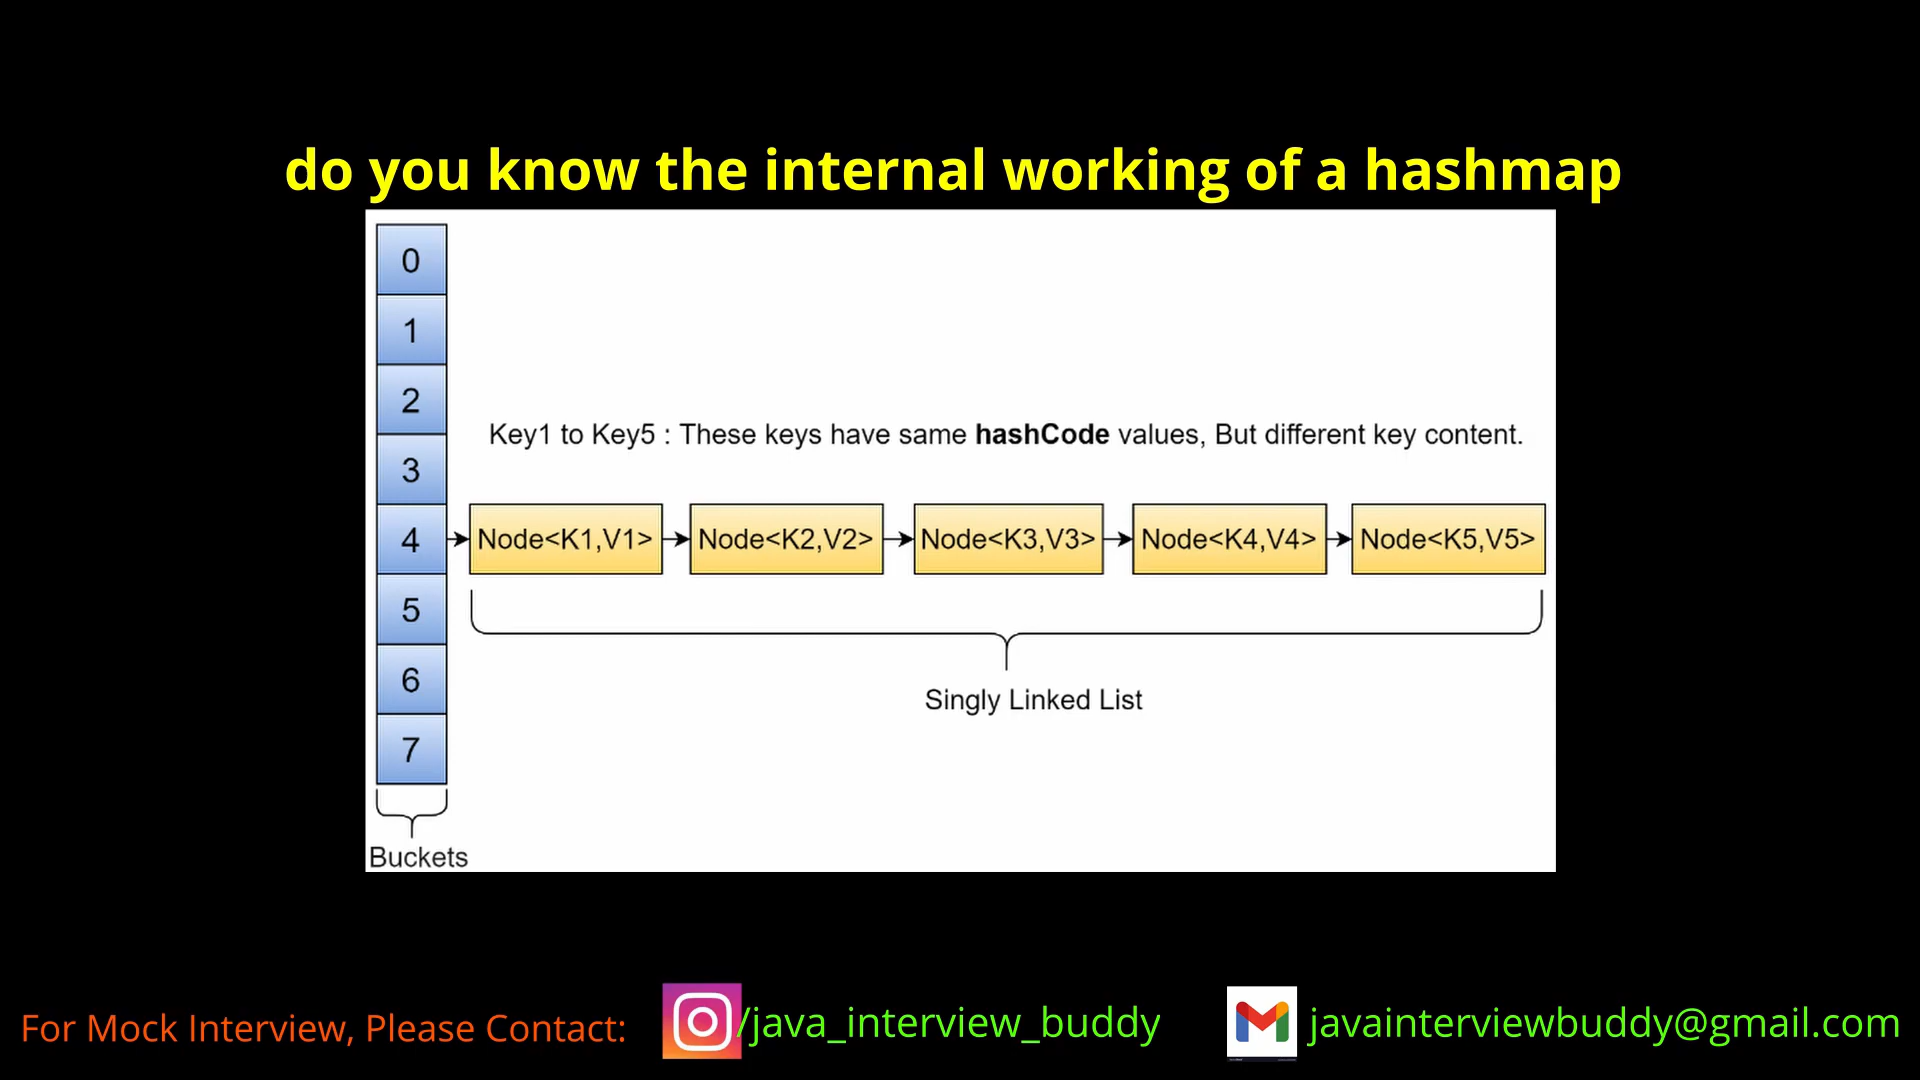 do you know the internal working of a hashmap
0
1
2
Key1 to Key5 : These keys have same hashCode values, But different key content.
3
4 Node<K1,V1> Node<K2,V2> Node<K3,V3> Node<K4,V4> Node<K5,V5>
5
6
Singly Linked List
7
Buckets
For Mock Interview, Please Contact: /java_interview_buddy javainterviewbuddy@gmail.com